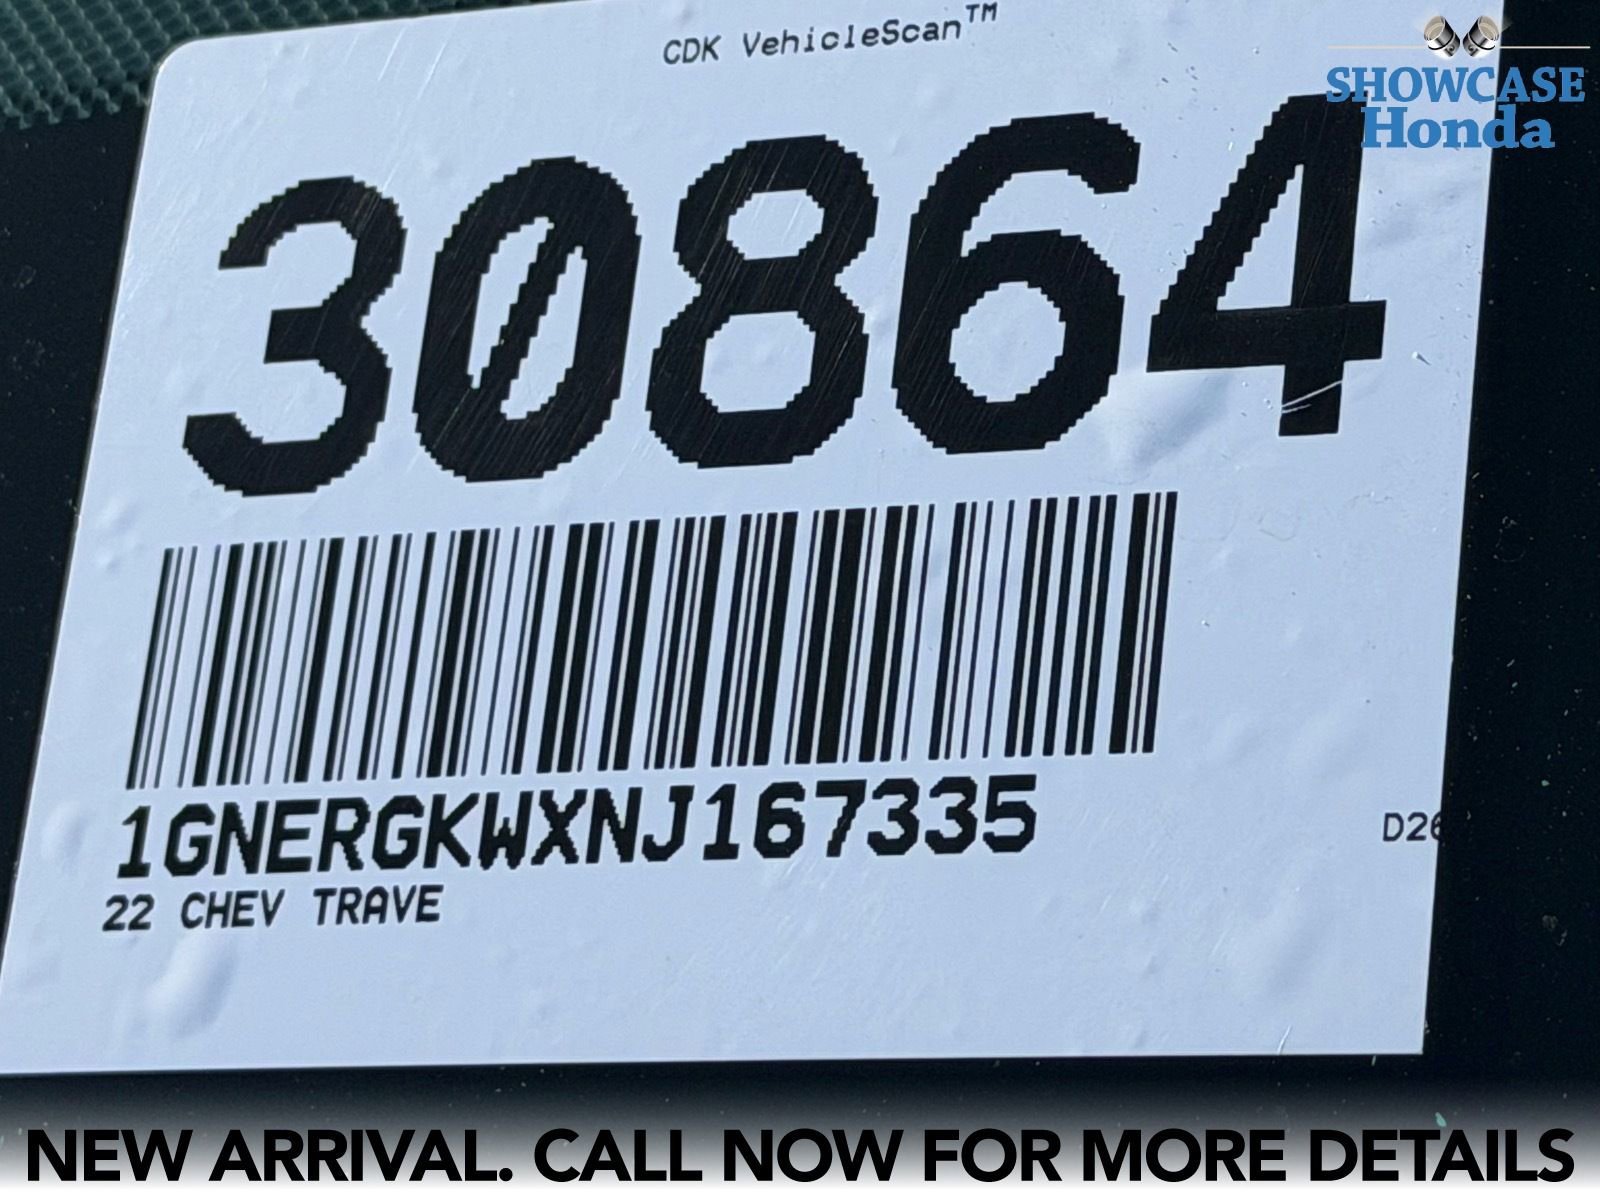 CDK VehicleScan™
SHOWCASE
Honda
30864
1GNERGKWXNJ167335
22 CHEV TRAVE
NEW ARRIVAL. CALL NOW FOR MORE DETAILS